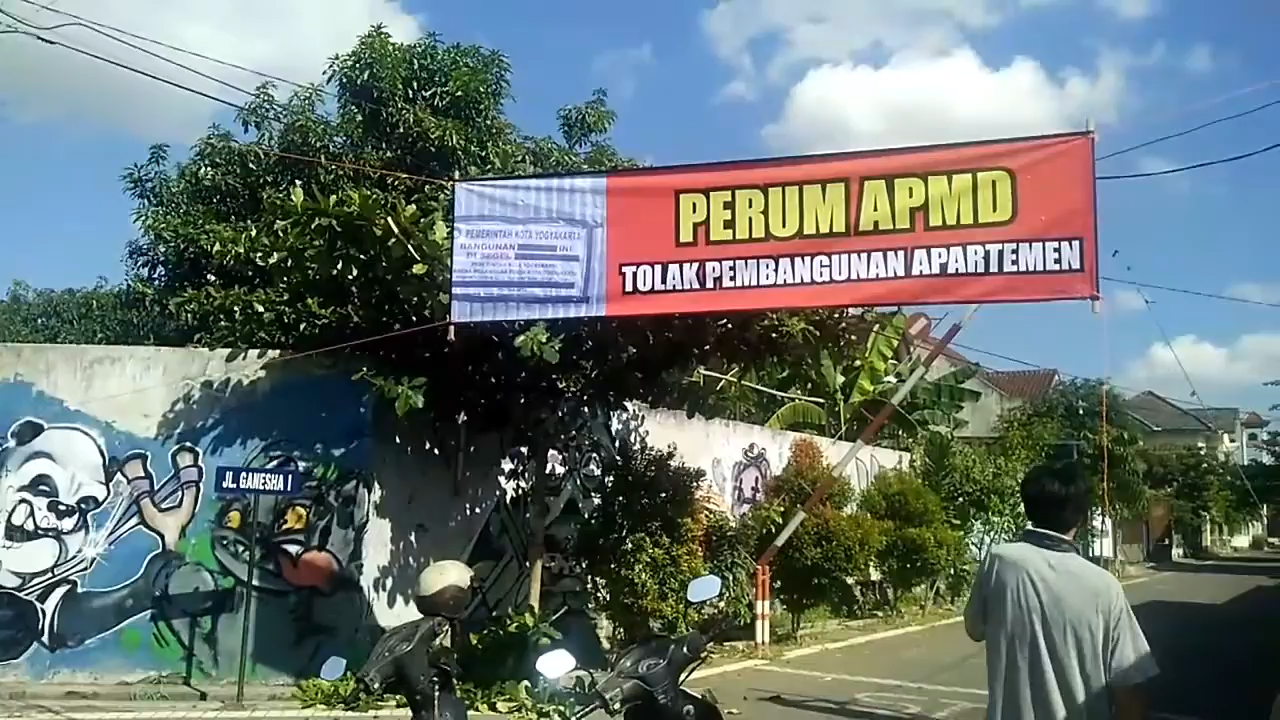 PERUM APMD
TOLAK PEMBANGUNAN APARTEMEN
PEMERINTAH KOTA YOGYAKARTA
BANGUNAN INI
DI SEGEL
JL. GANESHA I